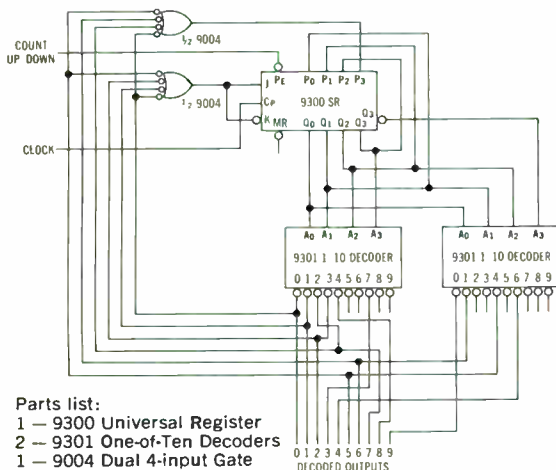 ½ 9004
COUNT
UP DOWN
PE P0 P1 P2 P3
½ 9004
J
CP 9300 SR
K MR Q0 Q1 Q2 Q3 Q3
CLOCK
A0 A1 A2 A3
A0 A1 A2 A3
9301 1 10 DECODER
9301 1 10 DECODER
0 1 2 3 4 5 6 7 8 9
0 1 2 3 4 5 6 7 8 9
Parts list:
1 — 9300 Universal Register
2 — 9301 One-of-Ten Decoders
1 — 9004 Dual 4-input Gate
0 1 2 3 4 5 6 7 8 9
DECODED OUTPUTS